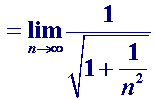 = lim n→∞ 1 / √(1 + 1/n²)